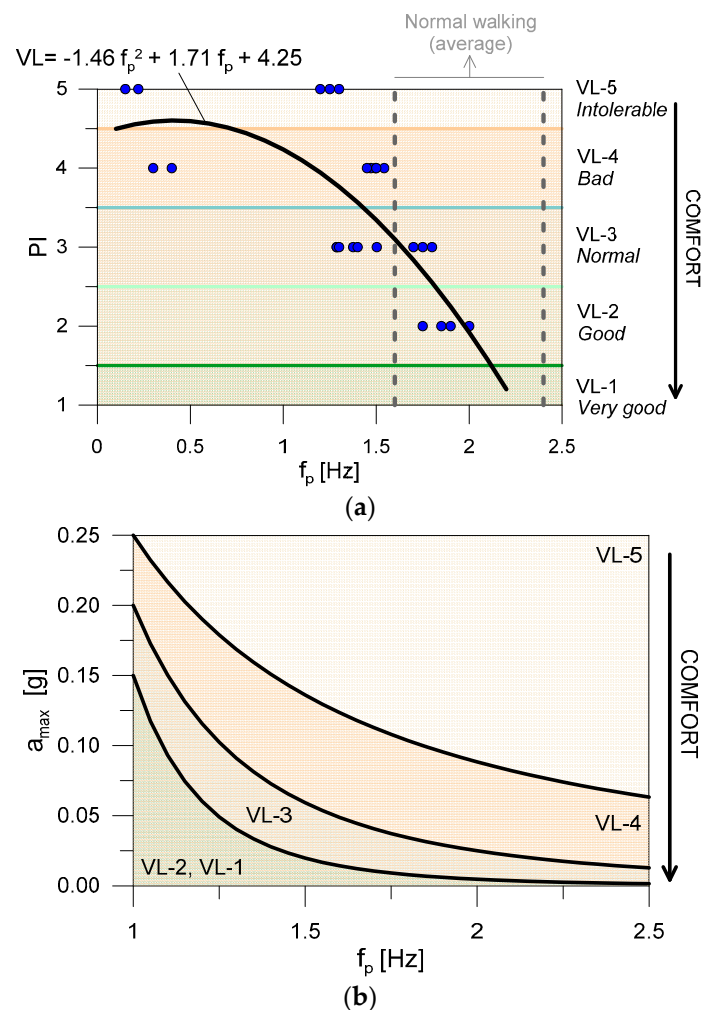 Normal walking
(average)
VL= -1.46 fp² + 1.71 fp + 4.25
5
4
3
2
1
PI
0
0.5
1
1.5
2
2.5
fp [Hz]
VL-5
Intolerable
VL-4
Bad
VL-3
Normal
VL-2
Good
VL-1
Very good
COMFORT
(a)
0.25
0.20
0.15
0.10
0.05
0.00
amax [g]
VL-5
VL-4
VL-3
VL-2, VL-1
COMFORT
1
1.5
2
2.5
fp [Hz]
(b)